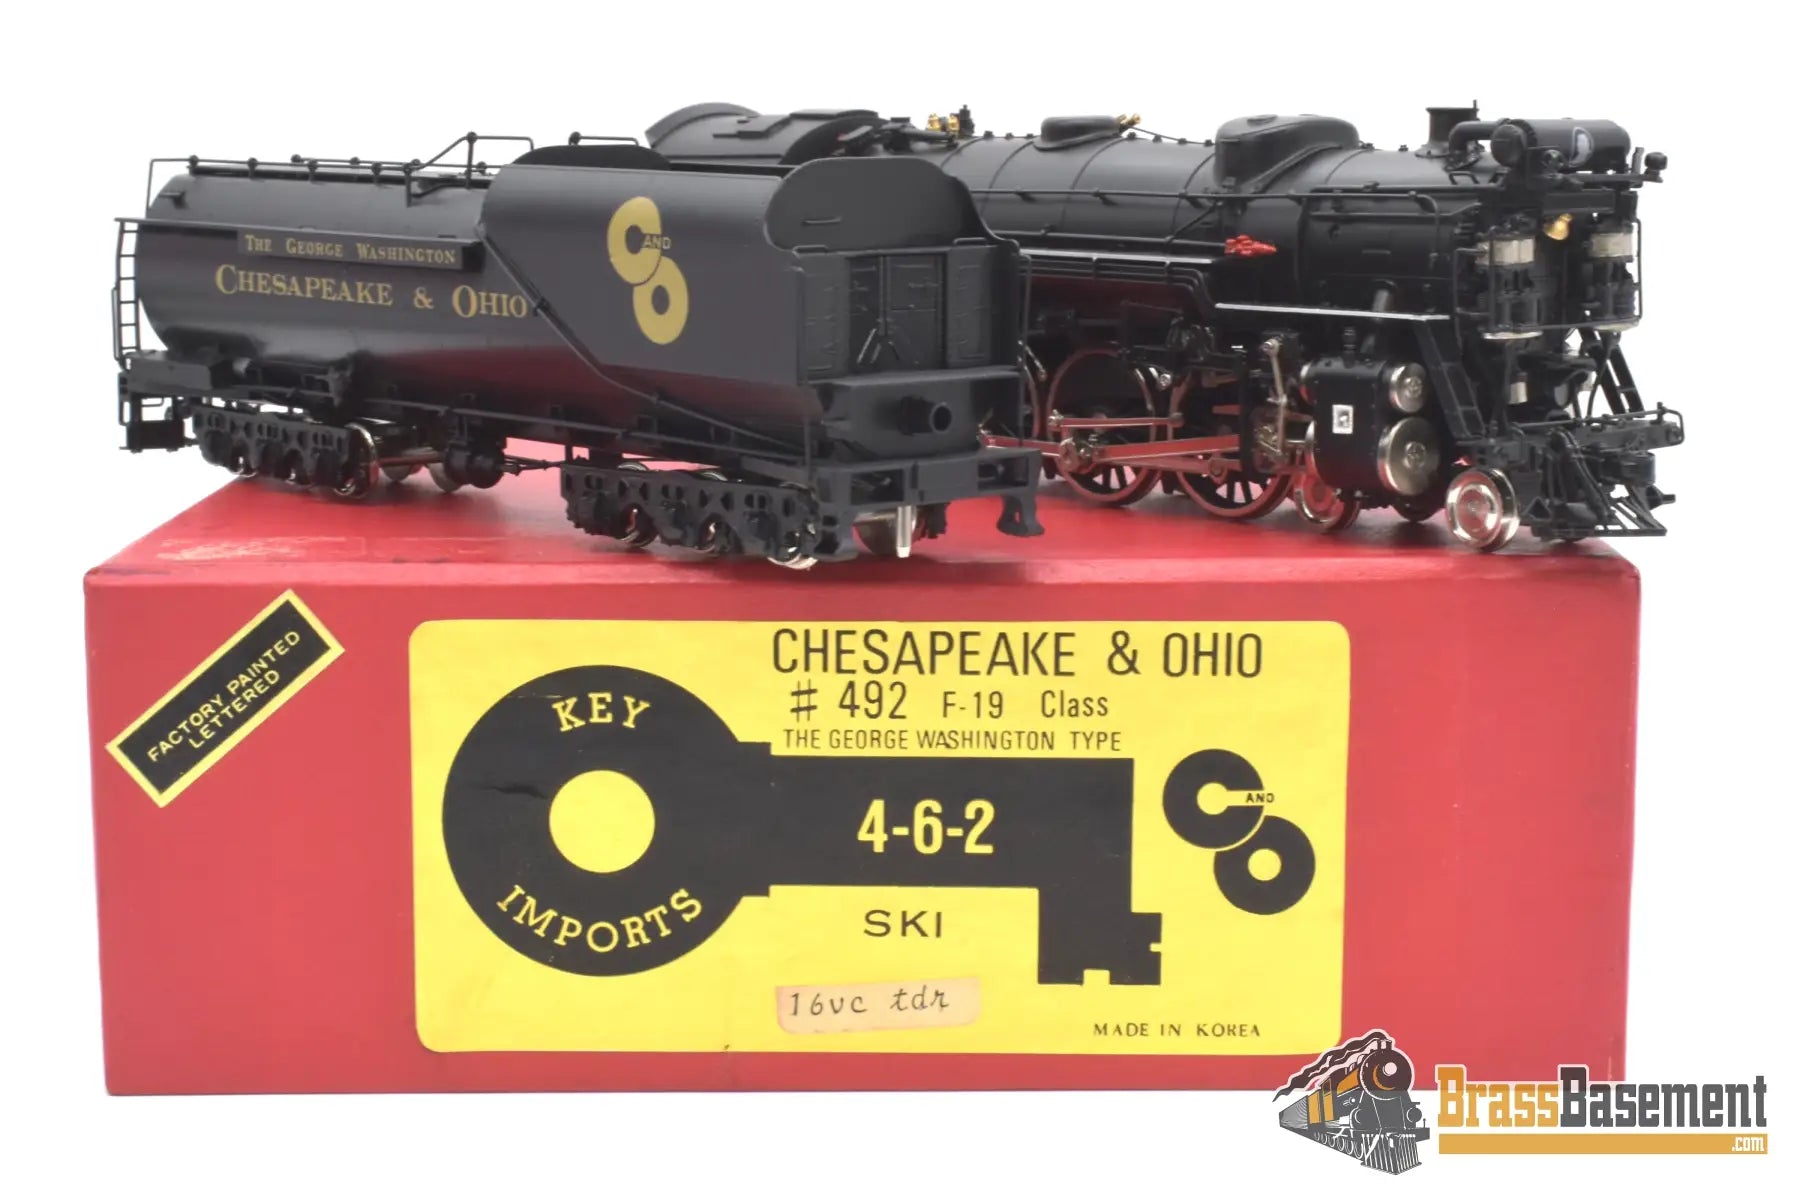 The George Washington
Chesapeake & Ohio
C AND O
FACTORY PAINTED
LETTERED
CHESAPEAKE & OHIO
# 492 F-19 Class
THE GEORGE WASHINGTON TYPE
KEY
IMPORTS
4-6-2
C AND O
SKI
16vc tdr
MADE IN KOREA
BrassBasement
.com